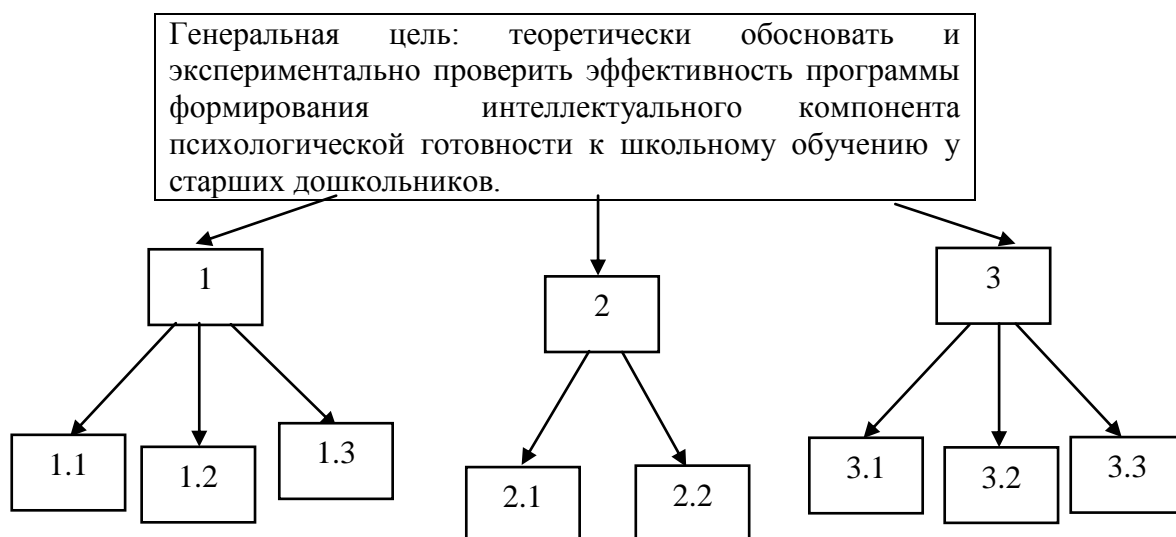 Генеральная цель: теоретически обосновать и
экспериментально проверить эффективность программы
формирования интеллектуального компонента
психологической готовности к школьному обучению у
старших дошкольников.
1
2
3
1.1
1.2
1.3
2.1
2.2
3.1
3.2
3.3